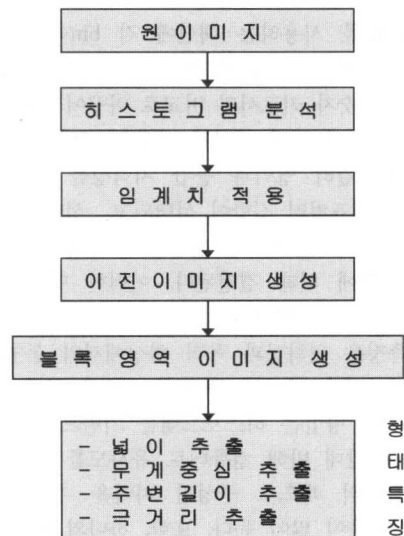 원 이 미 지
히 스 토 그 램 분 석
임 계 치 적 용
이 진 이 미 지 생 성
블 록 영 역 이 미 지 생 성
- 넓 이 추 출
- 무 게 중 심 추 출
- 주 변 길 이 추 출
- 극 거 리 추 출
형
태
특
징